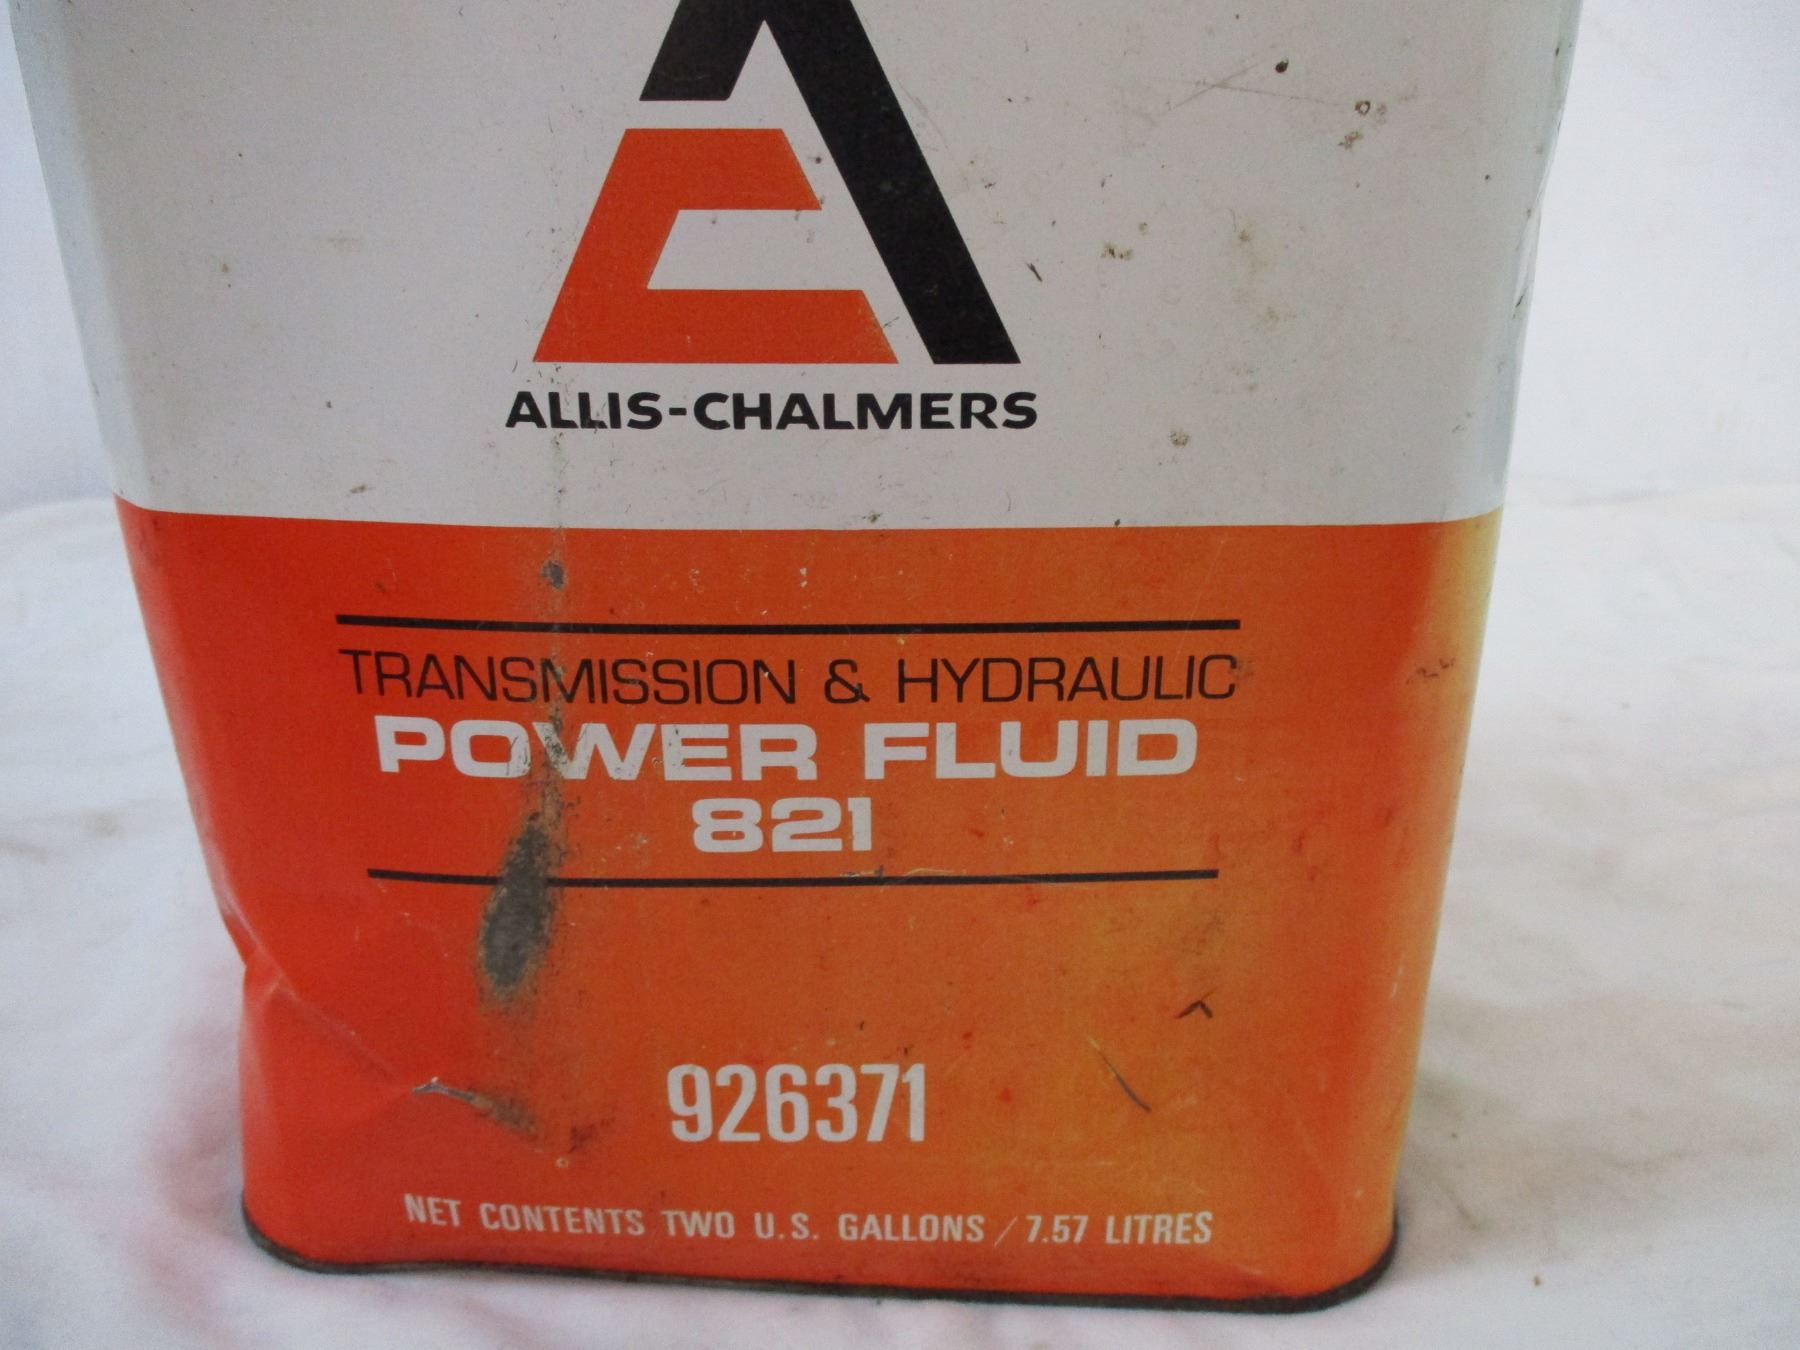 ALLIS-CHALMERS
TRANSMISSION & HYDRAULIC
POWER FLUID
821
926371
NET CONTENTS TWO U.S. GALLONS / 7.57 LITRES